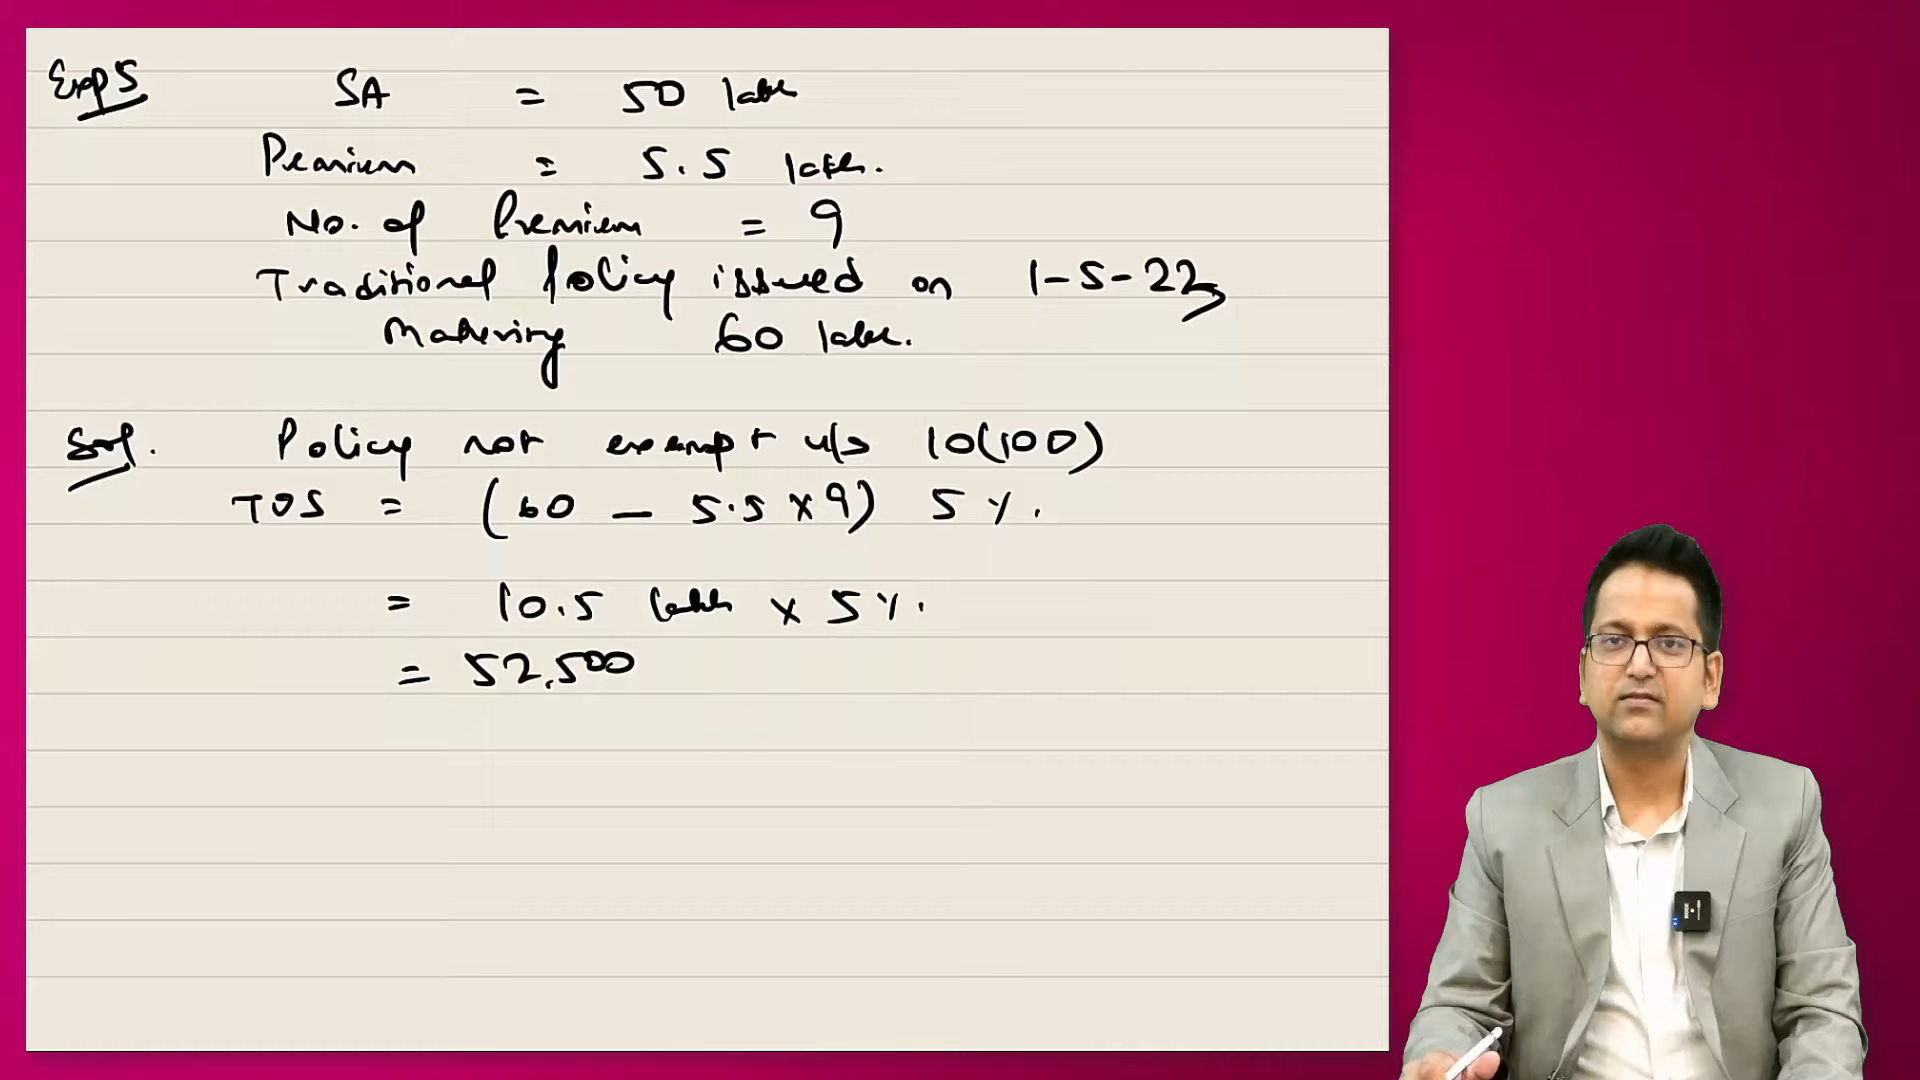 Exp 5 SA = 50 lakh
Premium = 5.5 lakh.
No. of Premium = 9
Traditional Policy issued on 1-5-23
Maturity 60 lakh.
Sol. Policy not exempt u/s 10(10D)
TDS = (60 - 5.5 x 9) 5%.
= 10.5 lakh x 5%.
= 52,500